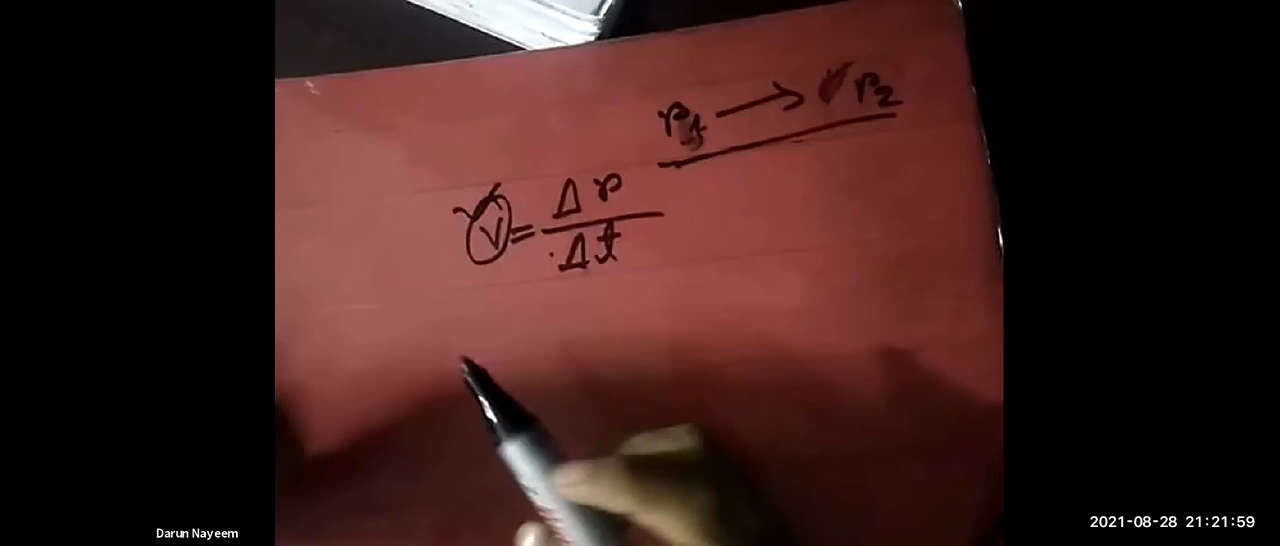 r₁ → r₂
V = Δr
Δt
Darun Nayeem
2021-08-28 21:21:59